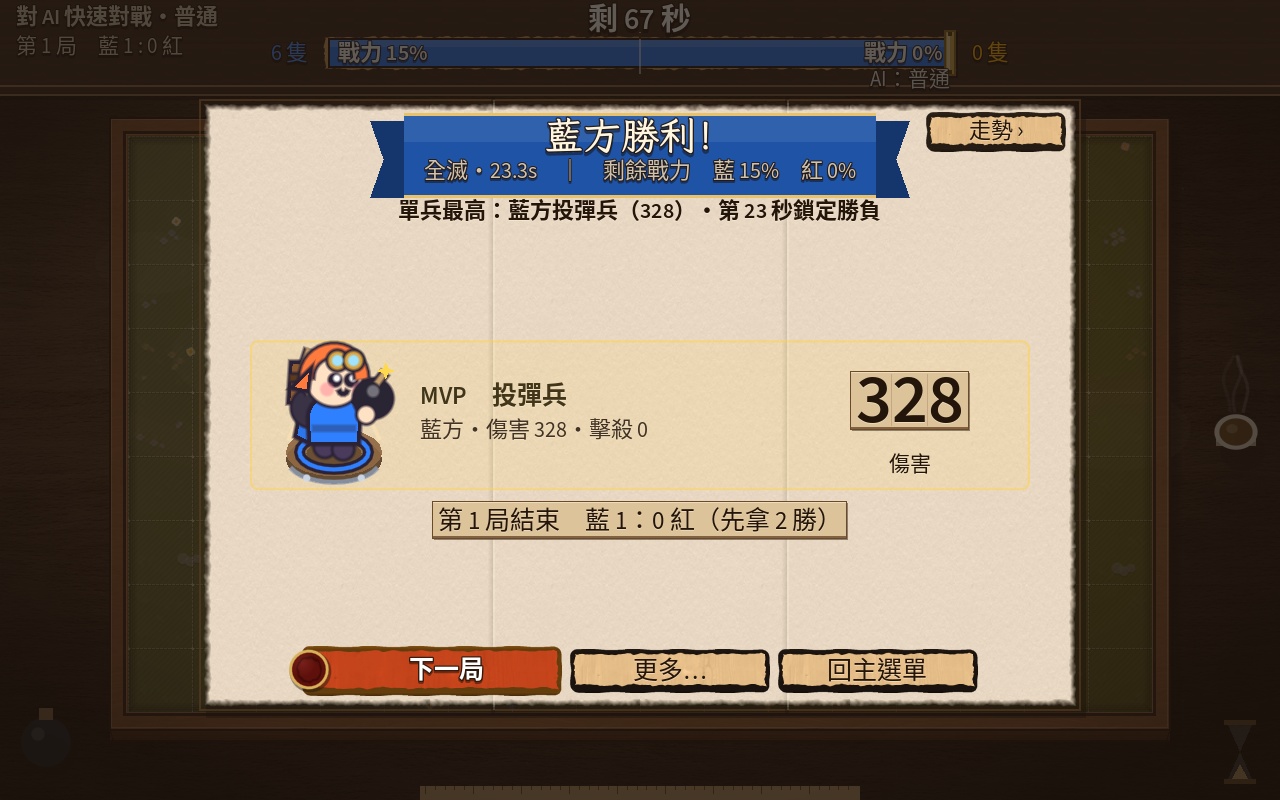 對 AI 快速對戰・普通
剩 67 秒
第 1 局　藍 1 : 0 紅
6 隻
戰力 15%
戰力 0%
0 隻
AI：普通
藍方勝利！
走勢 ›
全滅・23.3s　｜　剩餘戰力　藍 15%　紅 0%
單兵最高：藍方投彈兵（328）・第 23 秒鎖定勝負
MVP　投彈兵
藍方・傷害 328・擊殺 0
328
傷害
第 1 局結束　藍 1：0 紅（先拿 2 勝）
下一局
更多…
回主選單